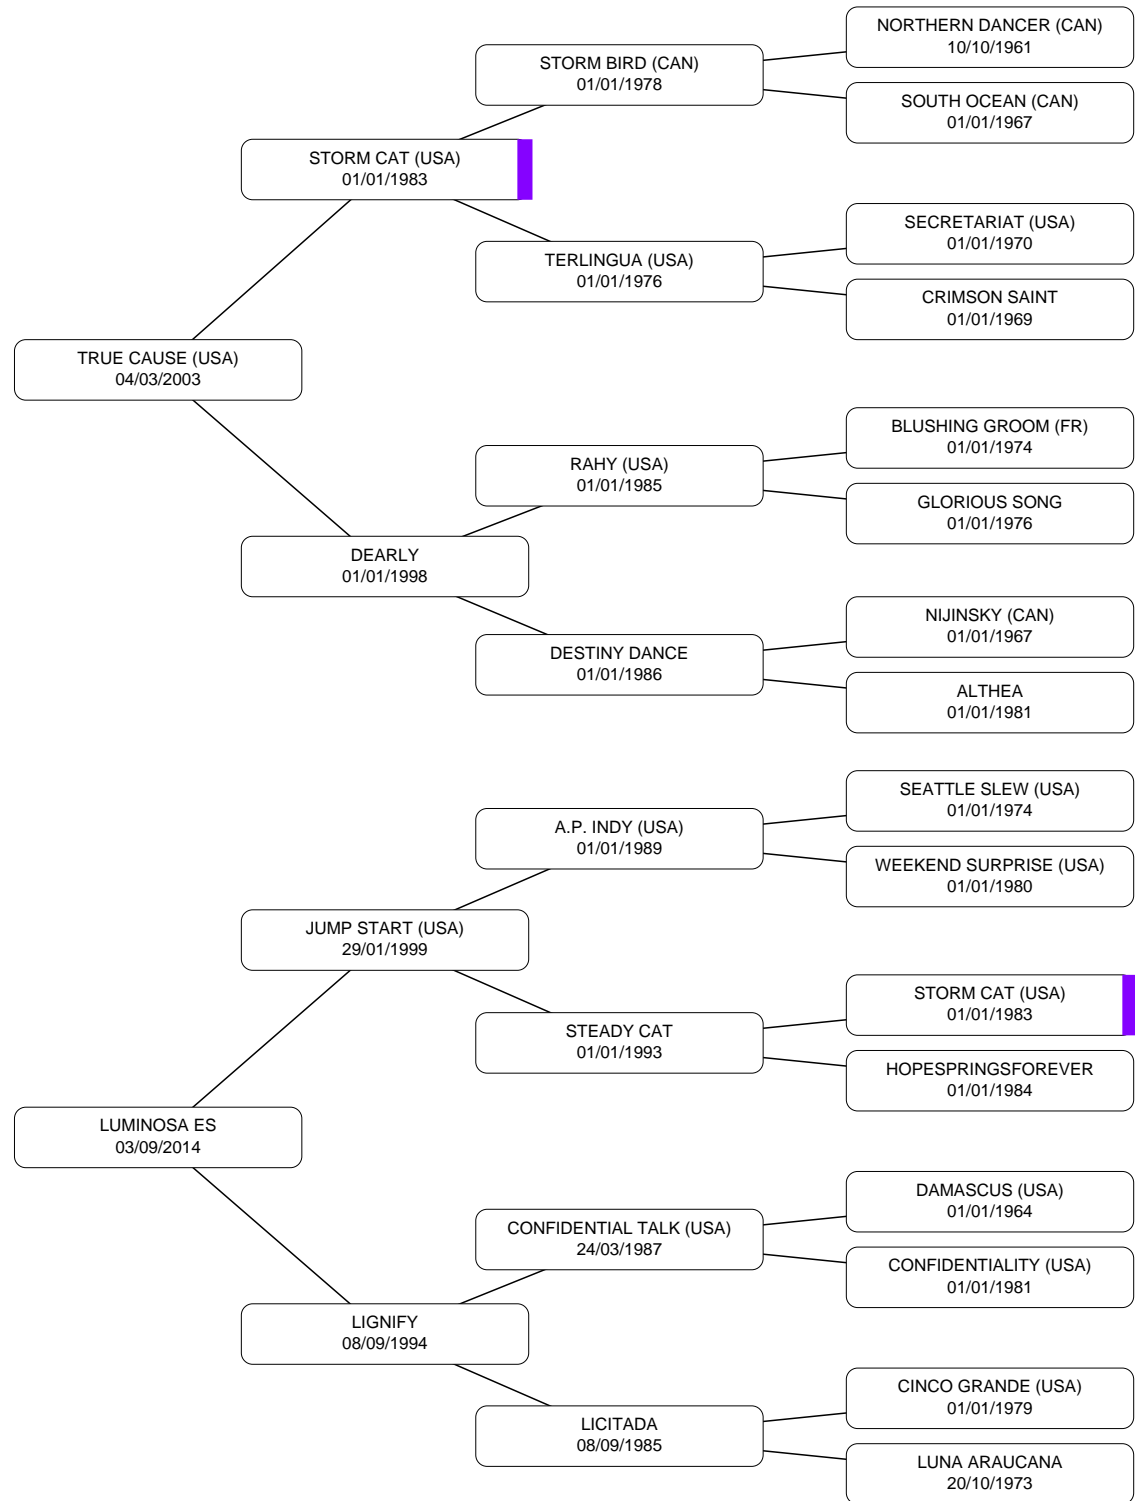 NORTHERN DANCER (CAN)
10/10/1961
STORM BIRD (CAN)
01/01/1978
SOUTH OCEAN (CAN)
01/01/1967
STORM CAT (USA)
01/01/1983
SECRETARIAT (USA)
01/01/1970
TERLINGUA (USA)
01/01/1976
CRIMSON SAINT
01/01/1969
TRUE CAUSE (USA)
04/03/2003
BLUSHING GROOM (FR)
01/01/1974
RAHY (USA)
01/01/1985
GLORIOUS SONG
01/01/1976
DEARLY
01/01/1998
NIJINSKY (CAN)
01/01/1967
DESTINY DANCE
01/01/1986
ALTHEA
01/01/1981
SEATTLE SLEW (USA)
01/01/1974
A.P. INDY (USA)
01/01/1989
WEEKEND SURPRISE (USA)
01/01/1980
JUMP START (USA)
29/01/1999
STORM CAT (USA)
01/01/1983
STEADY CAT
01/01/1993
HOPESPRINGSFOREVER
01/01/1984
LUMINOSA ES
03/09/2014
DAMASCUS (USA)
01/01/1964
CONFIDENTIAL TALK (USA)
24/03/1987
CONFIDENTIALITY (USA)
01/01/1981
LIGNIFY
08/09/1994
CINCO GRANDE (USA)
01/01/1979
LICITADA
08/09/1985
LUNA ARAUCANA
20/10/1973